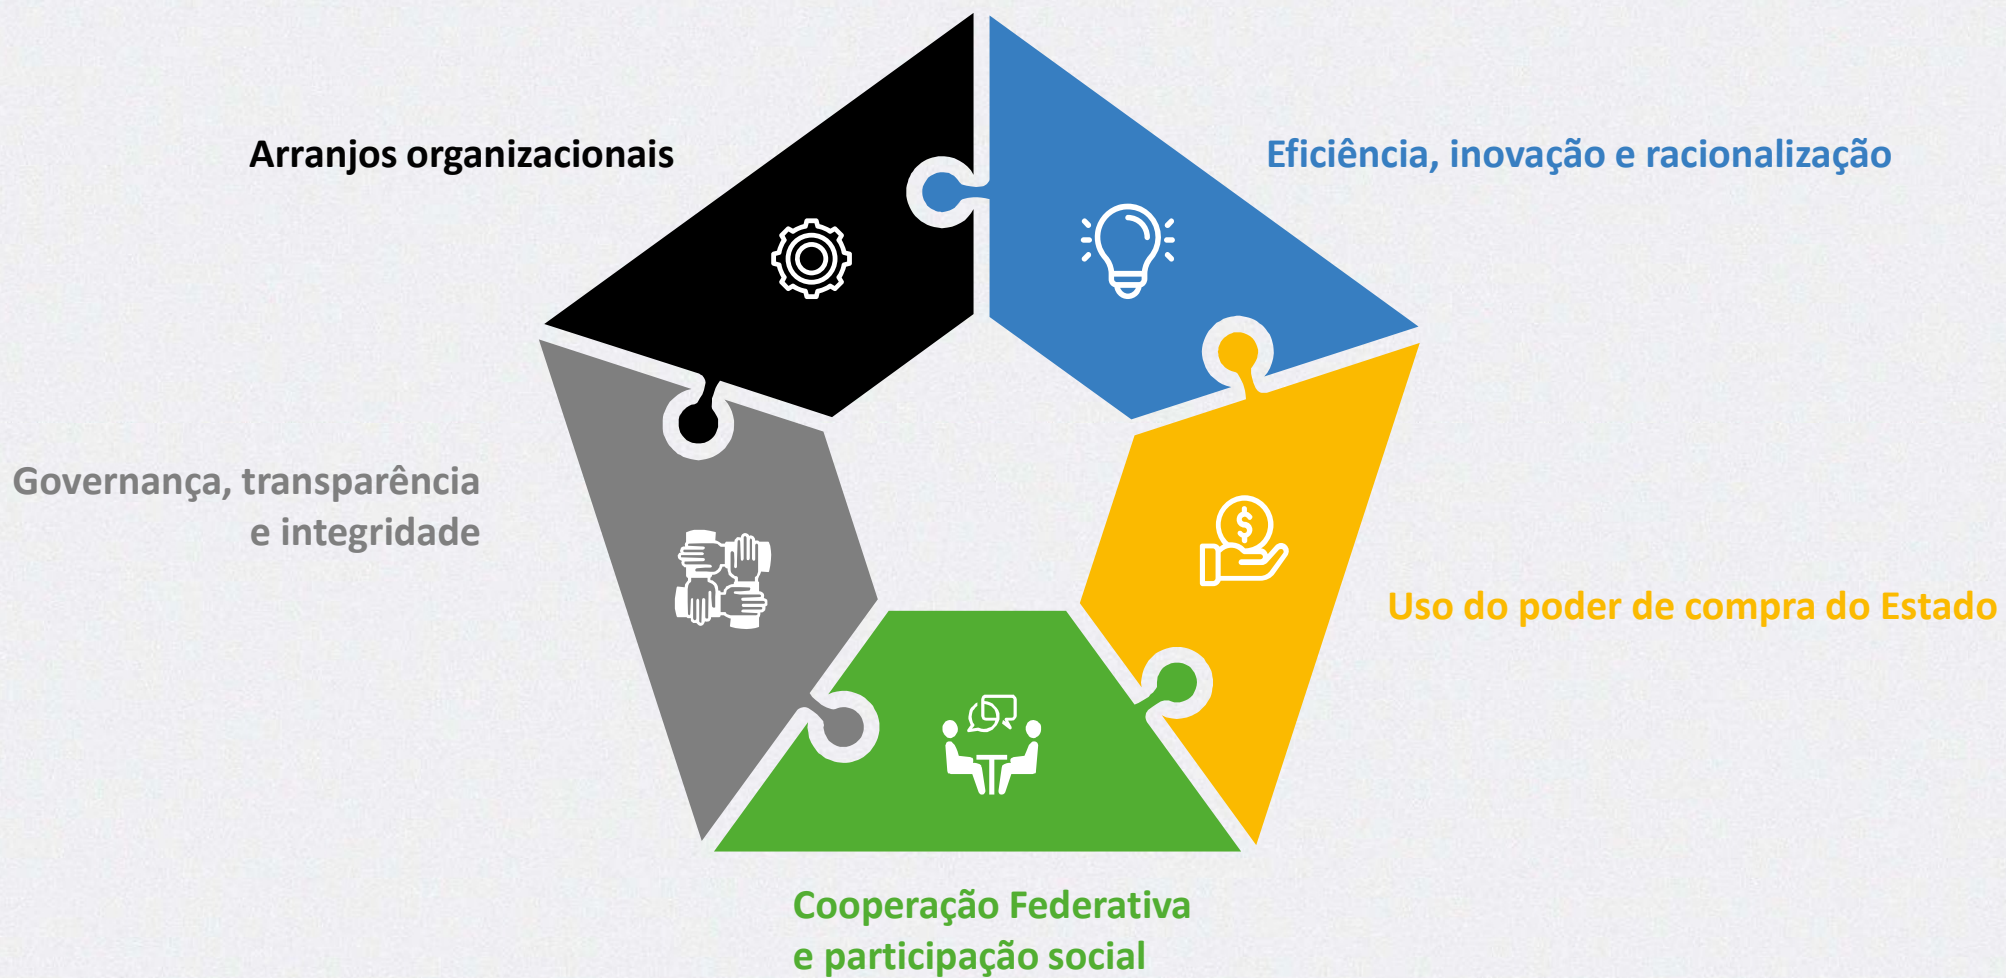 Arranjos organizacionais
Eficiência, inovação e racionalização
Governança, transparência
e integridade
$
Uso do poder de compra do Estado
Cooperação Federativa
e participação social